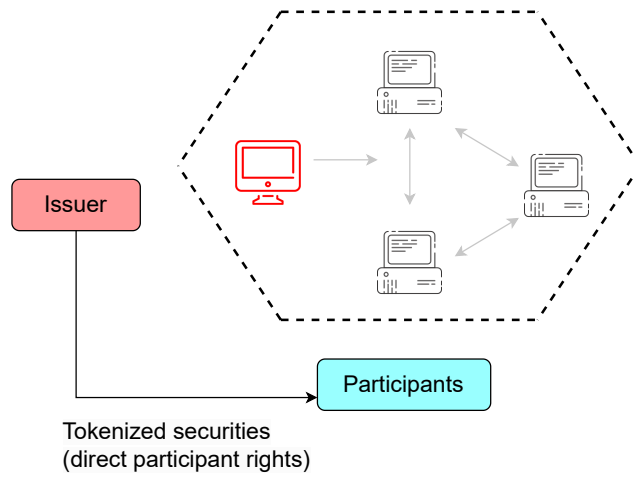 Issuer
Participants
Tokenized securities
(direct participant rights)